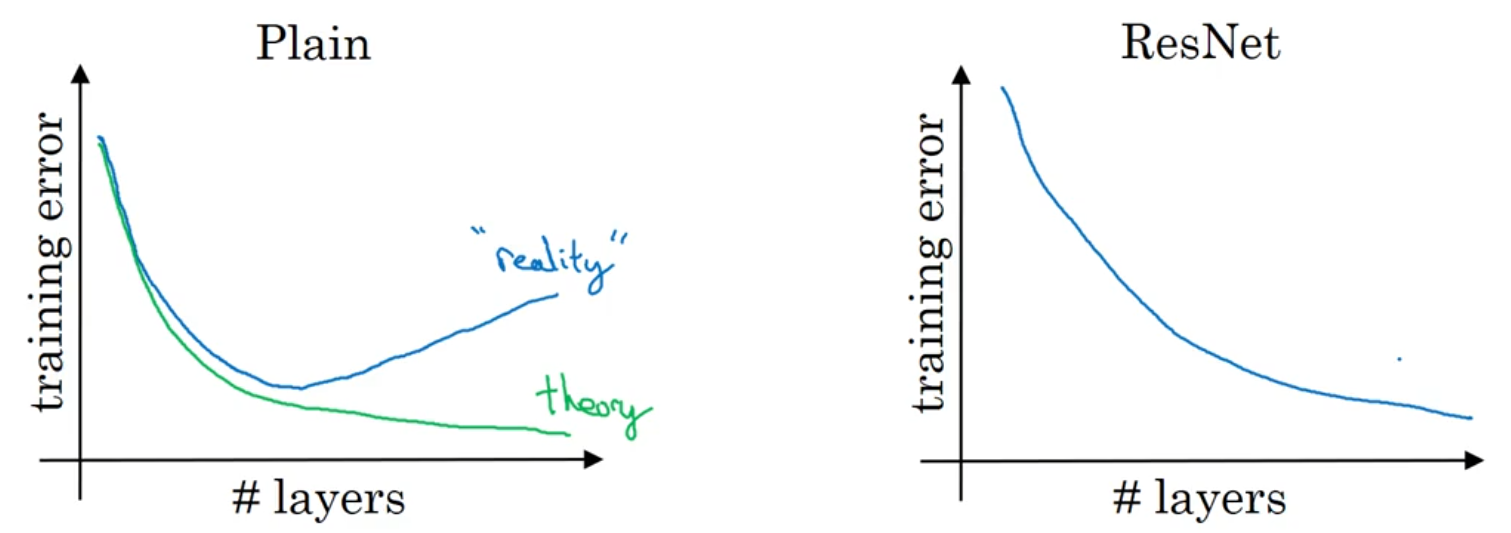 Plain
training error
"reality"
theory
# layers
ResNet
training error
# layers